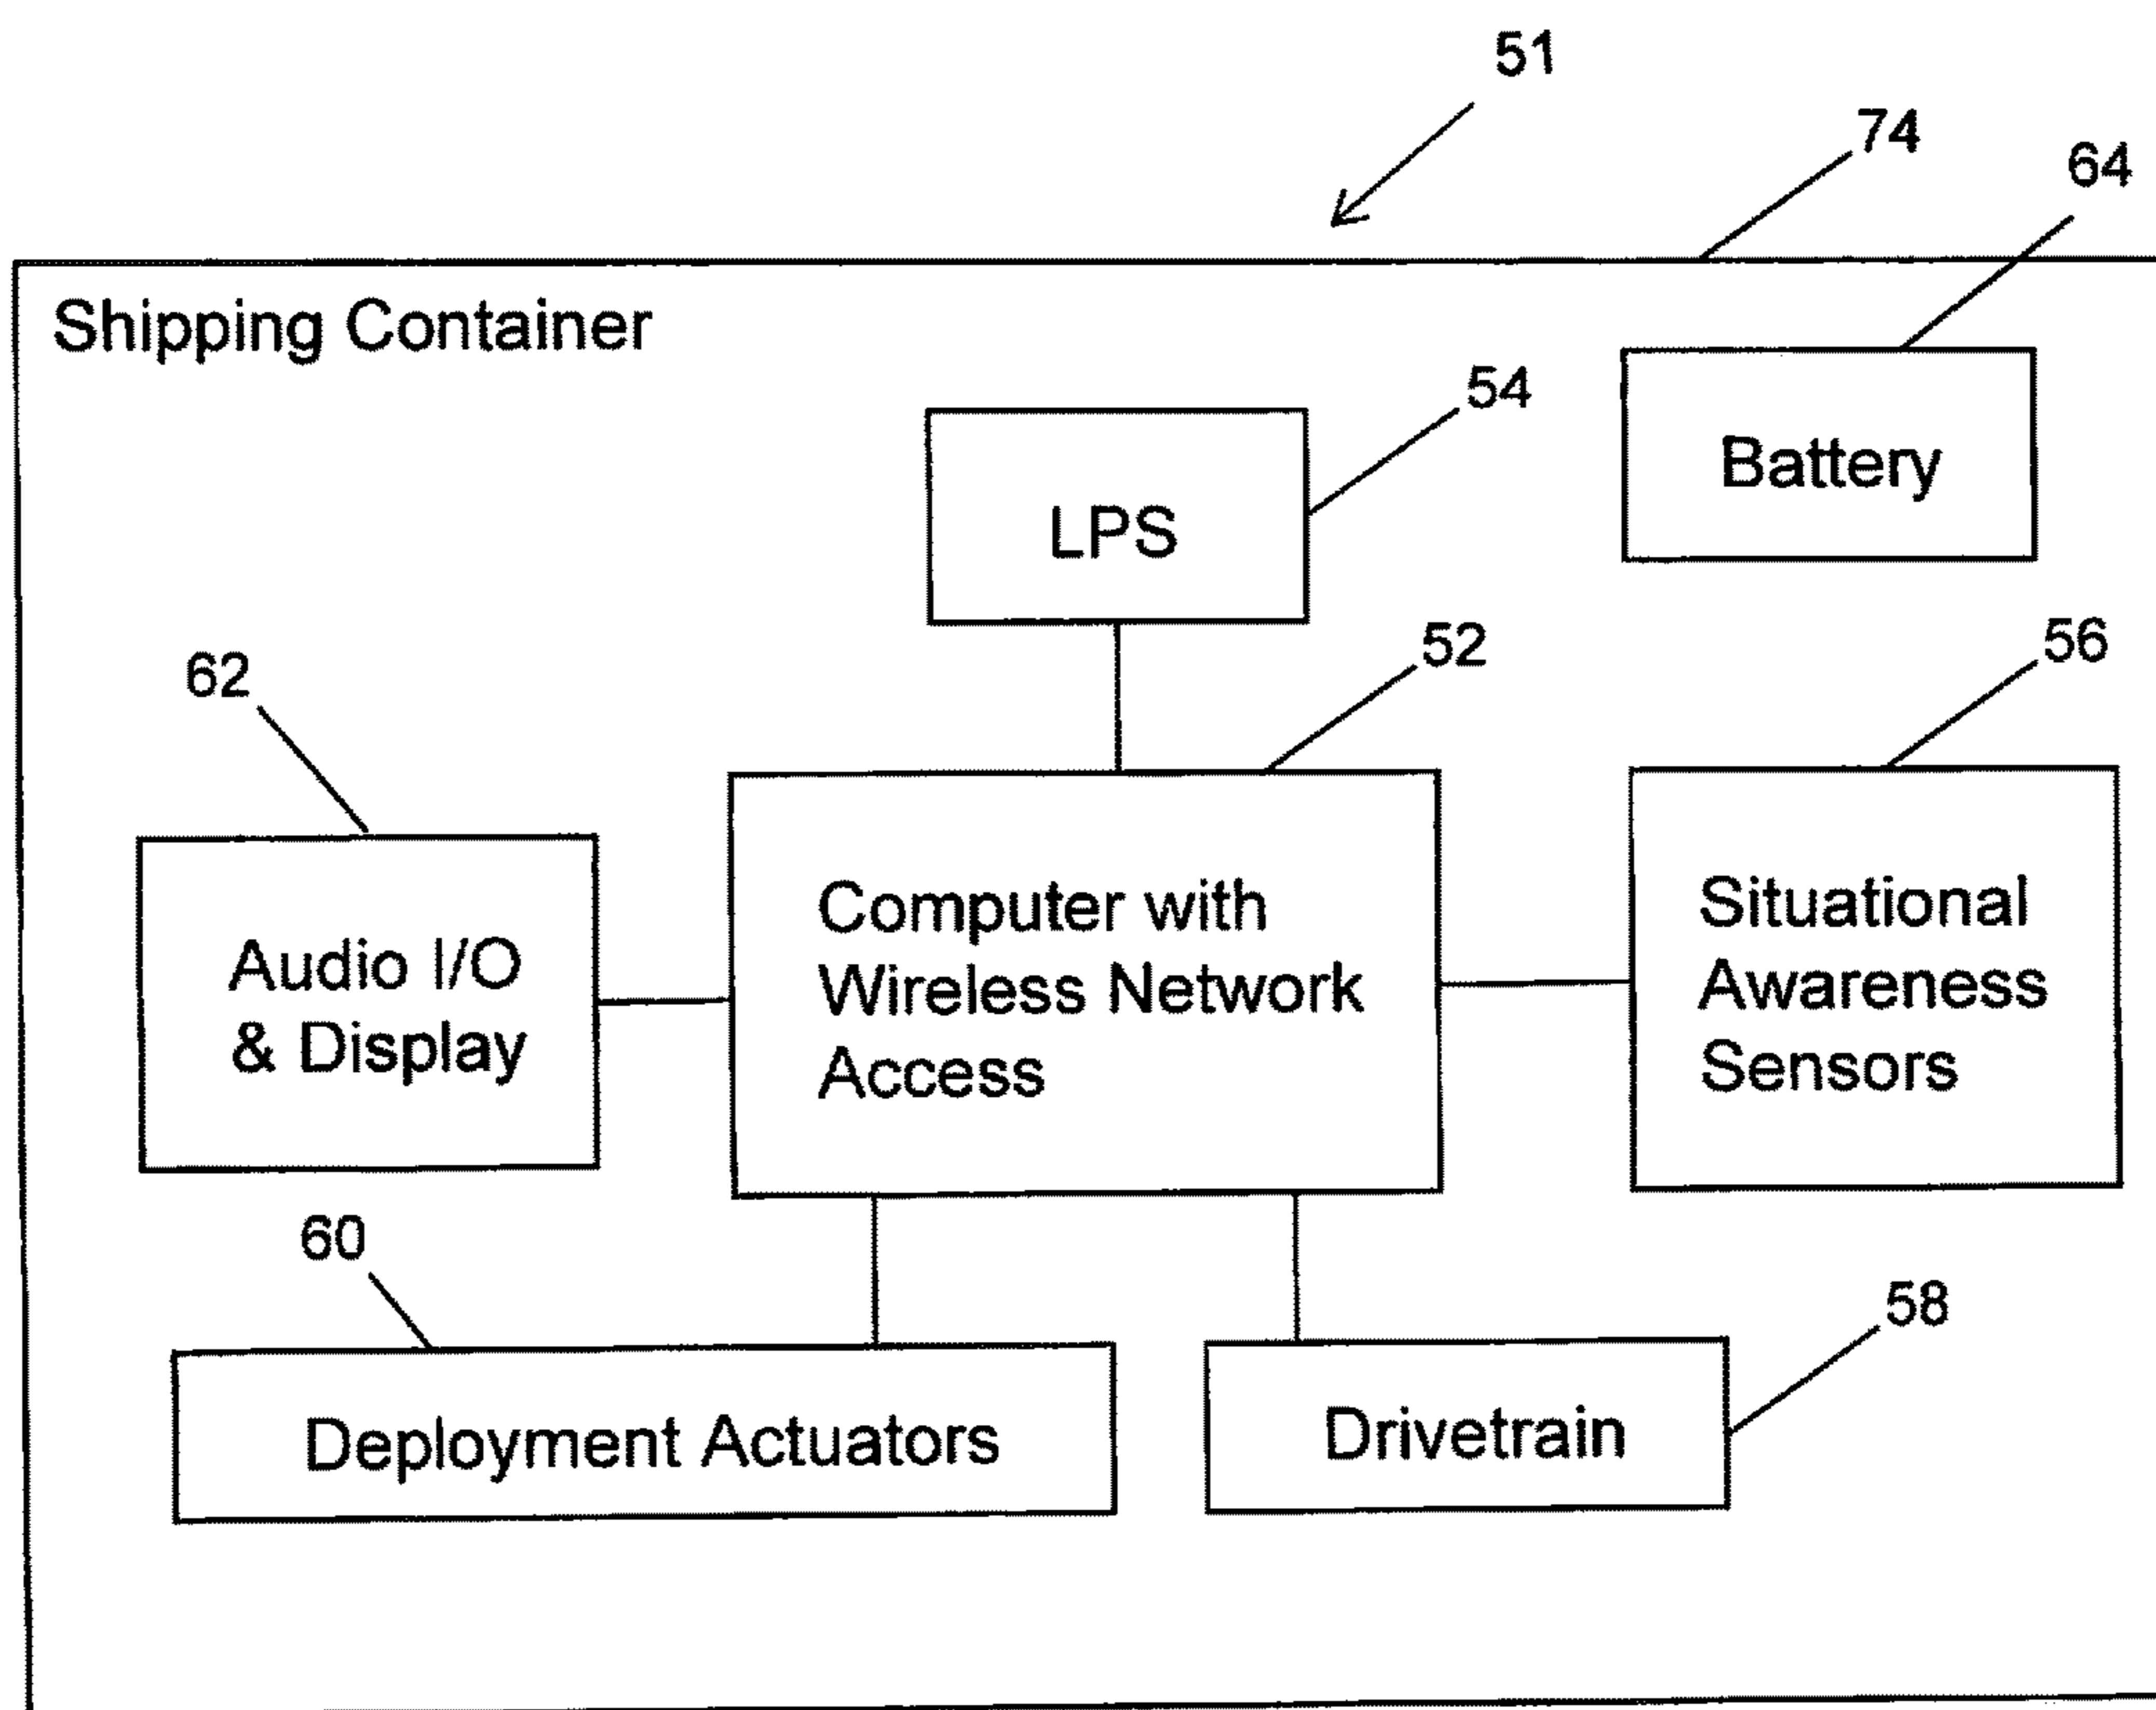 51
74
64
Shipping Container
54
Battery
LPS
52
56
62
Computer with
Wireless Network
Access
Situational
Awareness
Sensors
Audio I/O
& Display
60
58
Deployment Actuators
Drivetrain